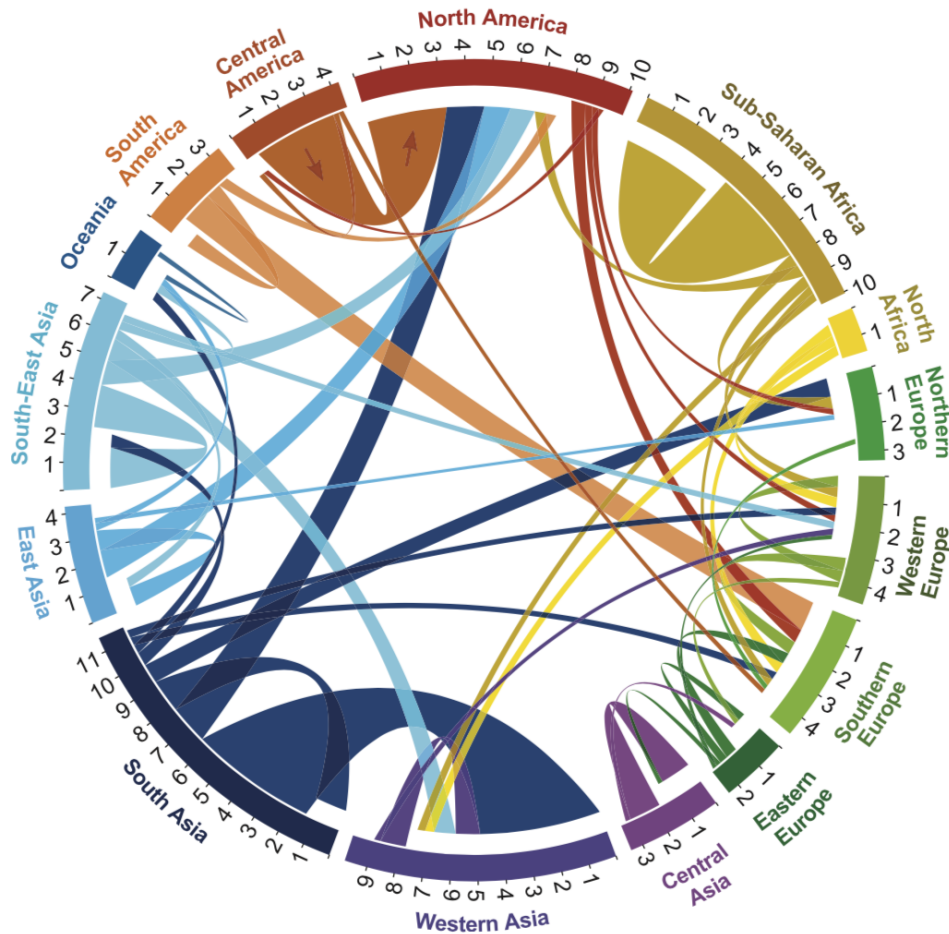 North America
1 2 3 4 5 6 7 8 9 10
Sub-Saharan Africa
1 2 3 4 5 6 7 8 9 10
North
Africa
1
Northern
Europe
1 2 3
Western
Europe
1 2 3 4
Southern
Europe
1 2 3 4
Eastern
Europe
1 2
Central
Asia
1 2 3
Western Asia
1 2 3 4 5 6 7 8 9
South Asia
1 2 3 4 5 6 7 8 9 10 11
East Asia
1 2 3 4
South-East Asia
1 2 3 4 5 6 7
Oceania
1
South
America
1 2 3
Central
America
1 2 3 4